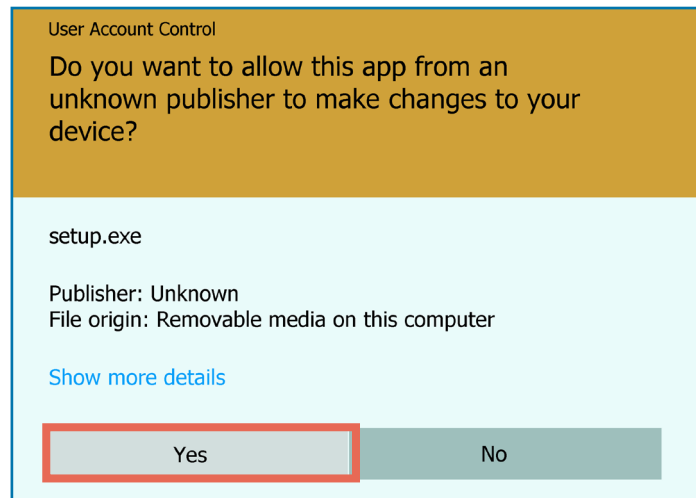 User Account Control
Do you want to allow this app from an
unknown publisher to make changes to your
device?
setup.exe
Publisher: Unknown
File origin: Removable media on this computer
Show more details
Yes
No